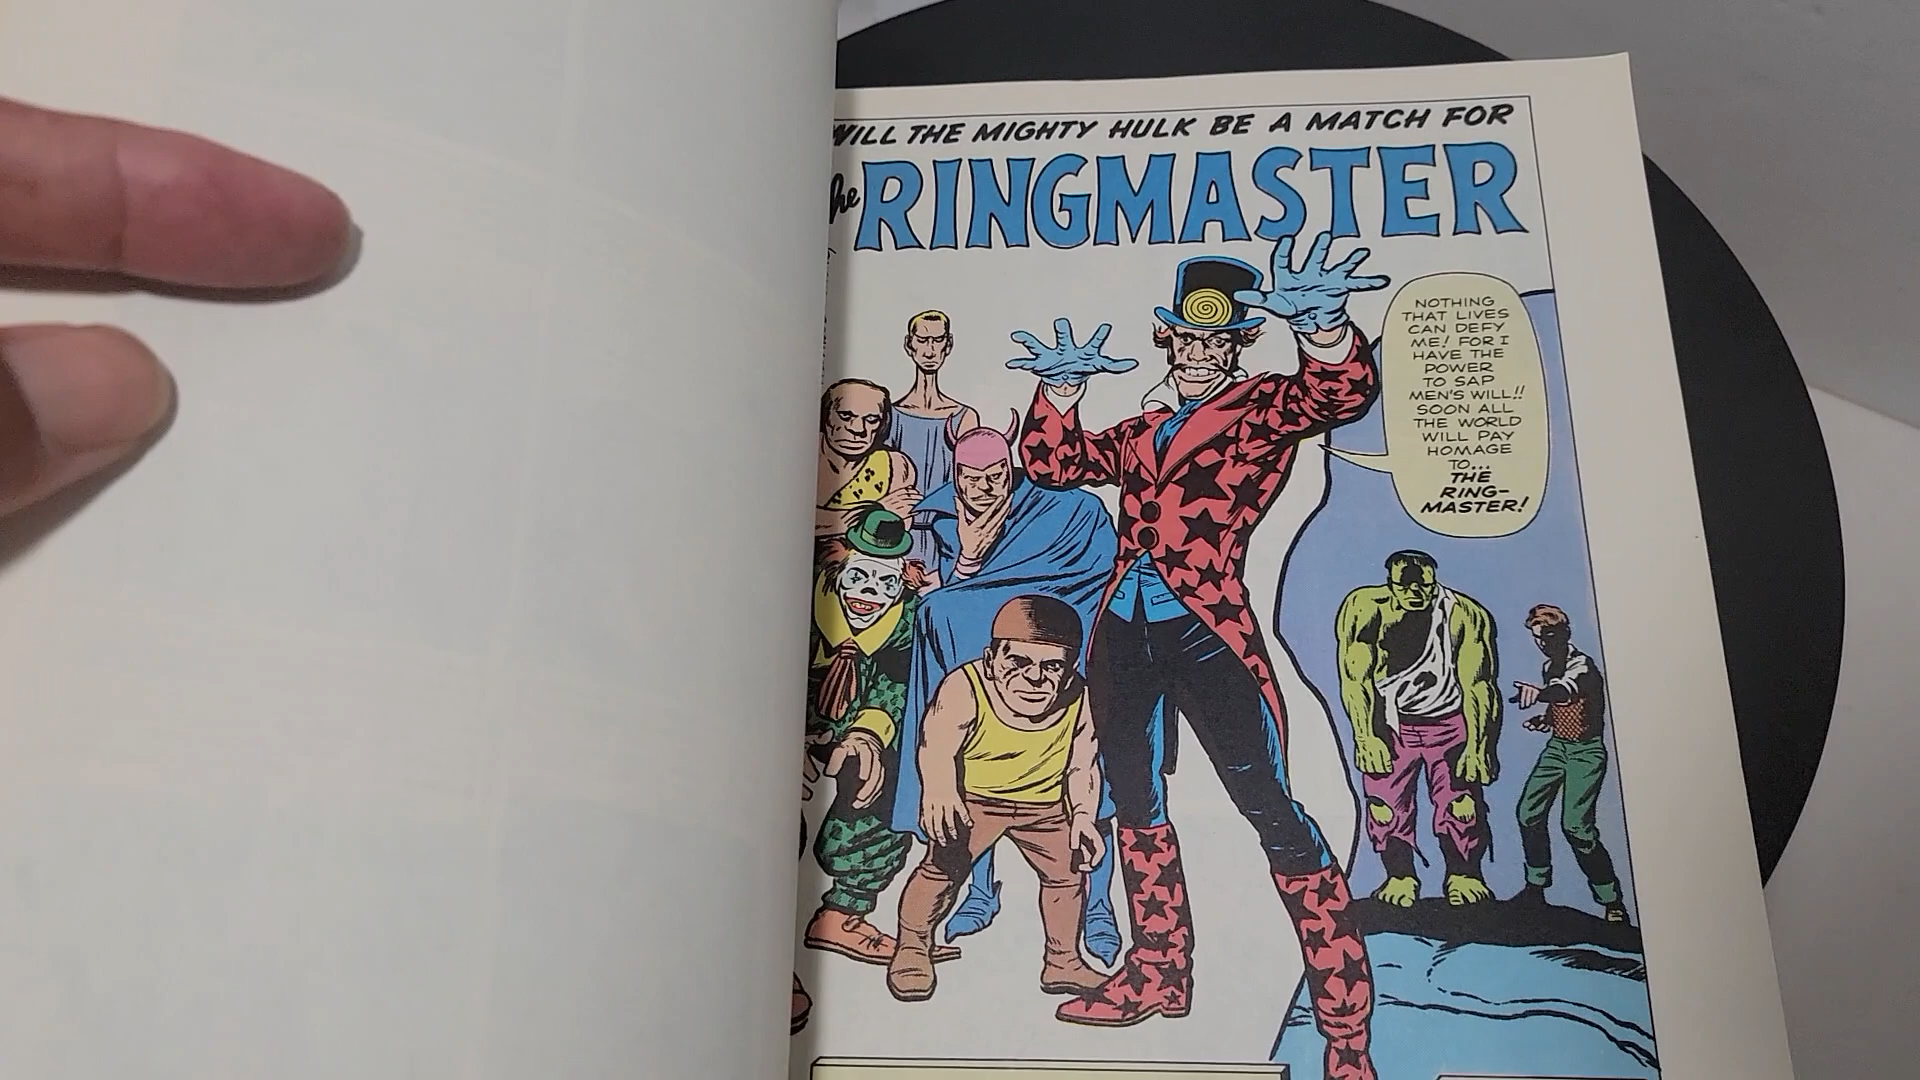 WILL THE MIGHTY HULK BE A MATCH FOR
The RINGMASTER
NOTHING
THAT LIVES
CAN DEFY
ME! FOR I
HAVE THE
POWER
TO SAP
MEN'S WILL!!
SOON ALL
THE WORLD
WILL PAY
HOMAGE
TO...
THE
RING-
MASTER!